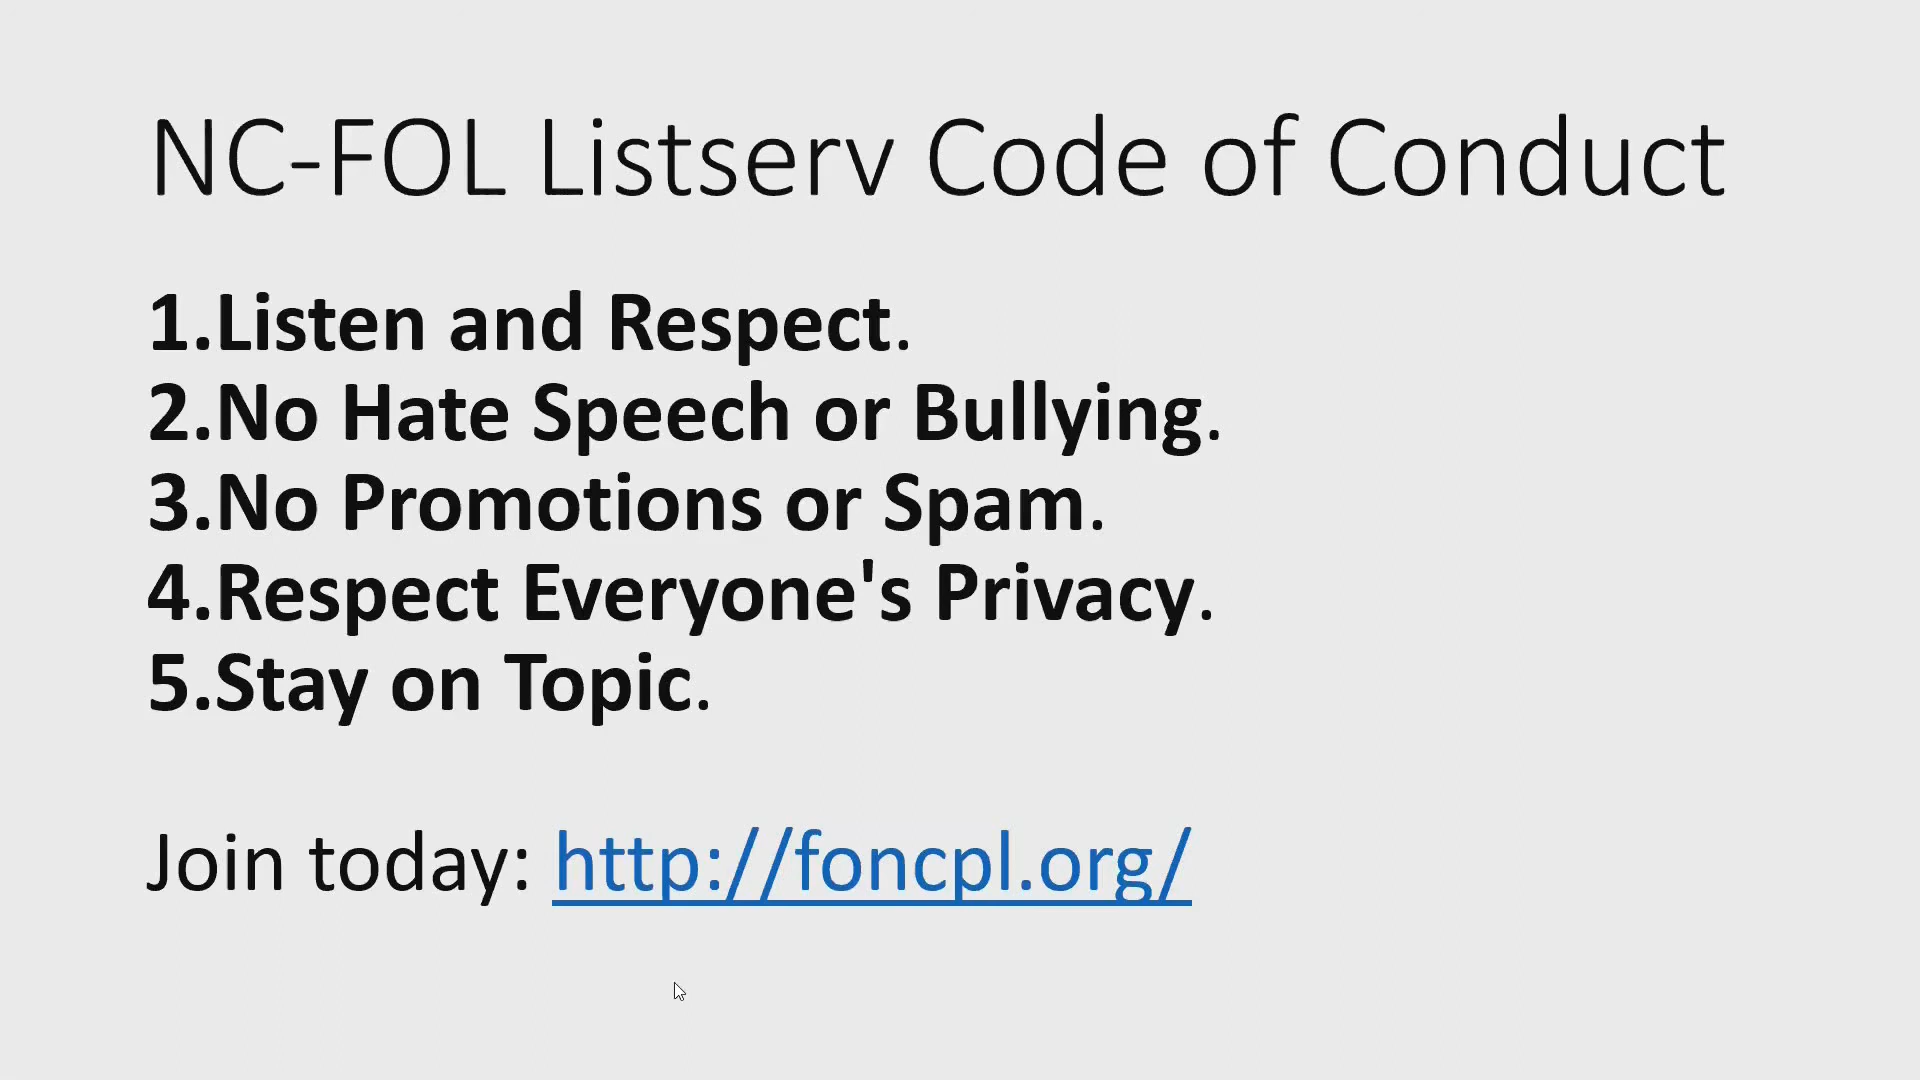 NC-FOL Listserv Code of Conduct
1.Listen and Respect.
2.No Hate Speech or Bullying.
3.No Promotions or Spam.
4.Respect Everyone's Privacy.
5.Stay on Topic.
Join today: http://foncpl.org/